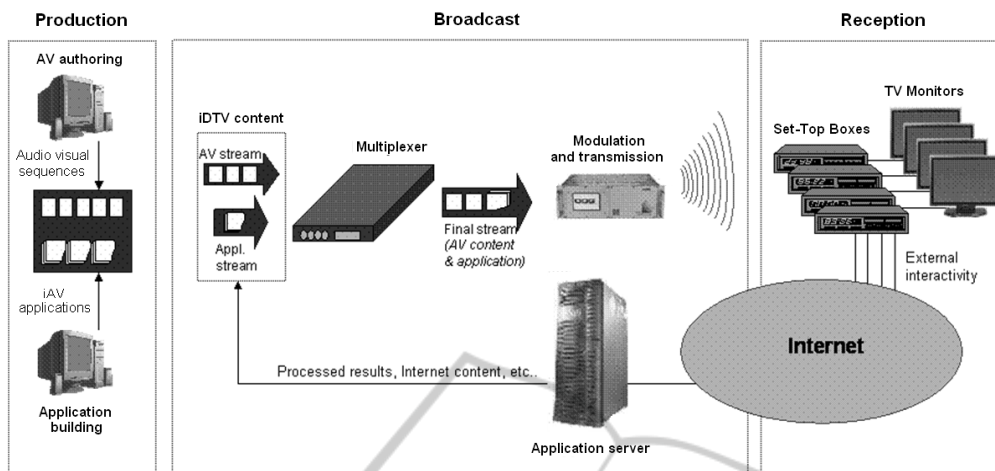 Production
Broadcast
Reception
AV authoring
Audio visual
sequences
iAV
applications
Application
building
iDTV content
AV stream
Appl.
stream
Multiplexer
Final stream
(AV content
& application)
Modulation
and transmission
Processed results, Internet content, etc..
Application server
TV Monitors
Set-Top Boxes
External
interactivity
Internet